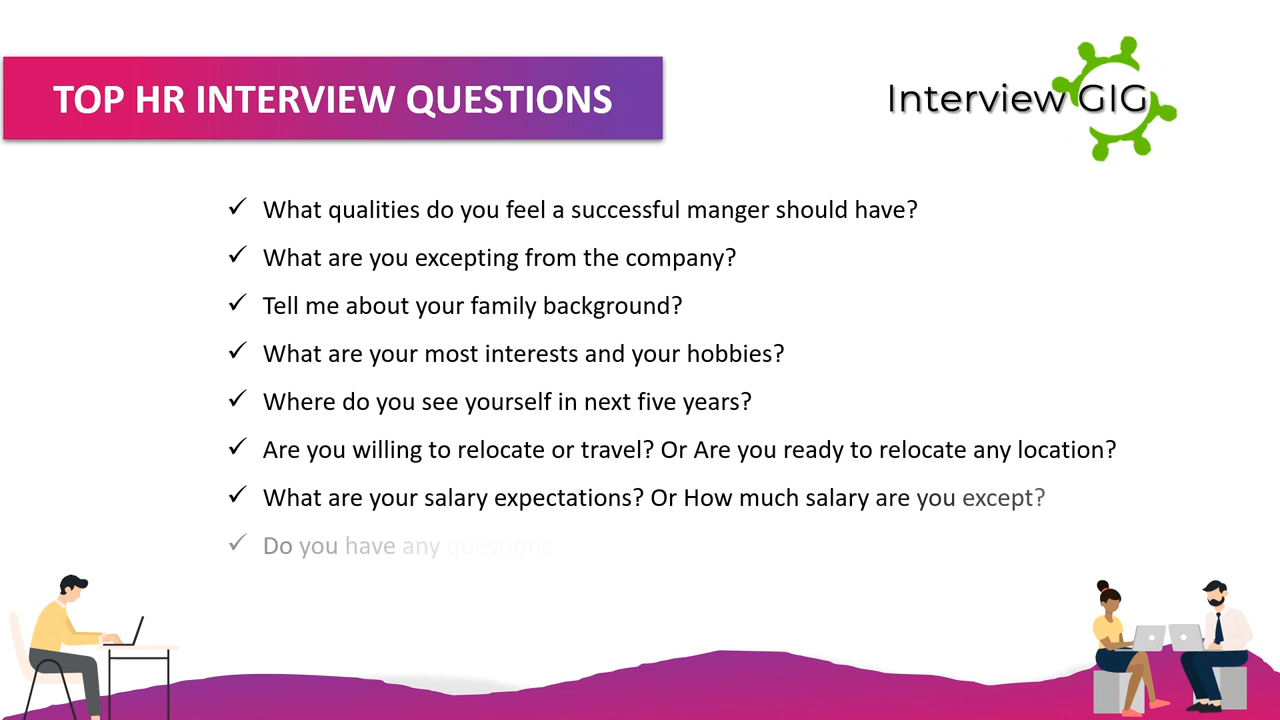 TOP HR INTERVIEW QUESTIONS
Interview GIG
✓ What qualities do you feel a successful manger should have?
✓ What are you excepting from the company?
✓ Tell me about your family background?
✓ What are your most interests and your hobbies?
✓ Where do you see yourself in next five years?
✓ Are you willing to relocate or travel? Or Are you ready to relocate any location?
✓ What are your salary expectations? Or How much salary are you except?
✓ Do you have any questions